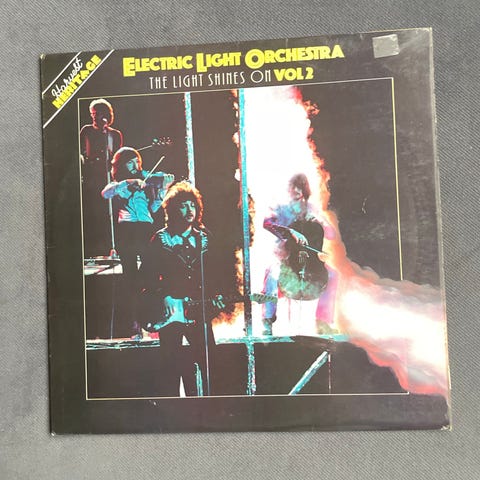 Harvest
HERITAGE
ELECTRIC LIGHT ORCHESTRA
THE LIGHT SHINES ON VOL 2